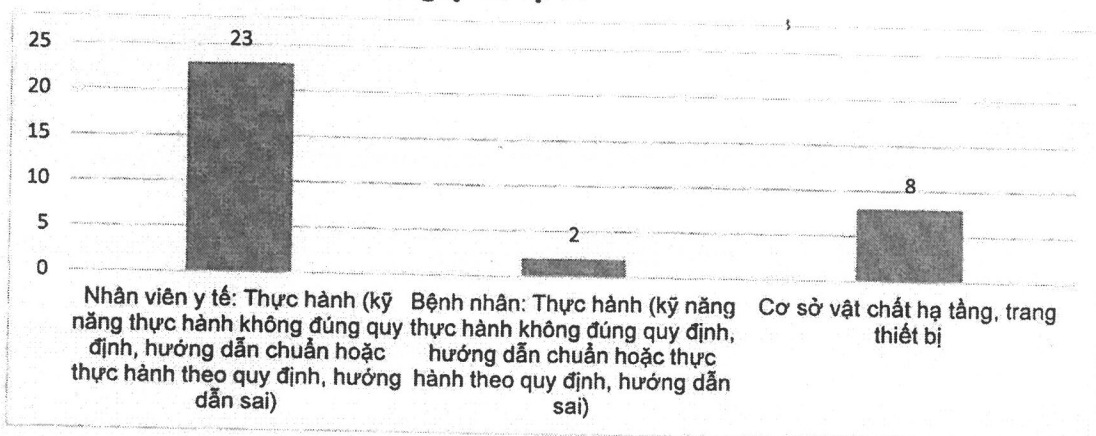 25
20
15
10
5
0
23
2
8
Nhân viên y tế: Thực hành (kỹ
năng thực hành không đúng quy
định, hướng dẫn chuẩn hoặc
thực hành theo quy định, hướng
dẫn sai)
Bệnh nhân: Thực hành (kỹ năng
thực hành không đúng quy định,
hướng dẫn chuẩn hoặc thực
hành theo quy định, hướng dẫn
sai)
Cơ sở vật chất hạ tầng, trang
thiết bị